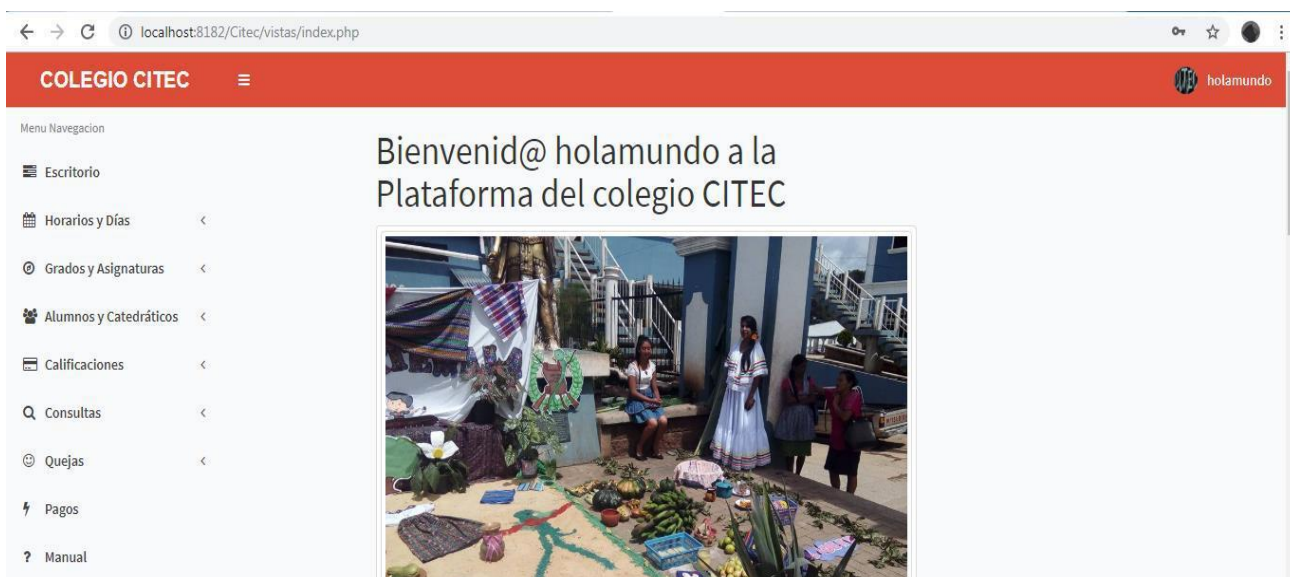 localhost:8182/Citec/vistas/index.php
COLEGIO CITEC
holamundo
Menu Navegacion
Escritorio
Horarios y Días
Grados y Asignaturas
Alumnos y Catedráticos
Calificaciones
Consultas
Quejas
Pagos
Manual
Bienvenid@ holamundo a la
Plataforma del colegio CITEC